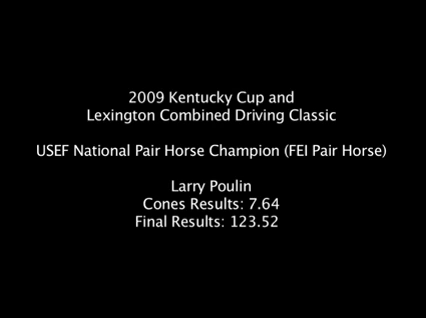 2009 Kentucky Cup and
Lexington Combined Driving Classic
USEF National Pair Horse Champion (FEI Pair Horse)
Larry Poulin
Cones Results: 7.64
Final Results: 123.52